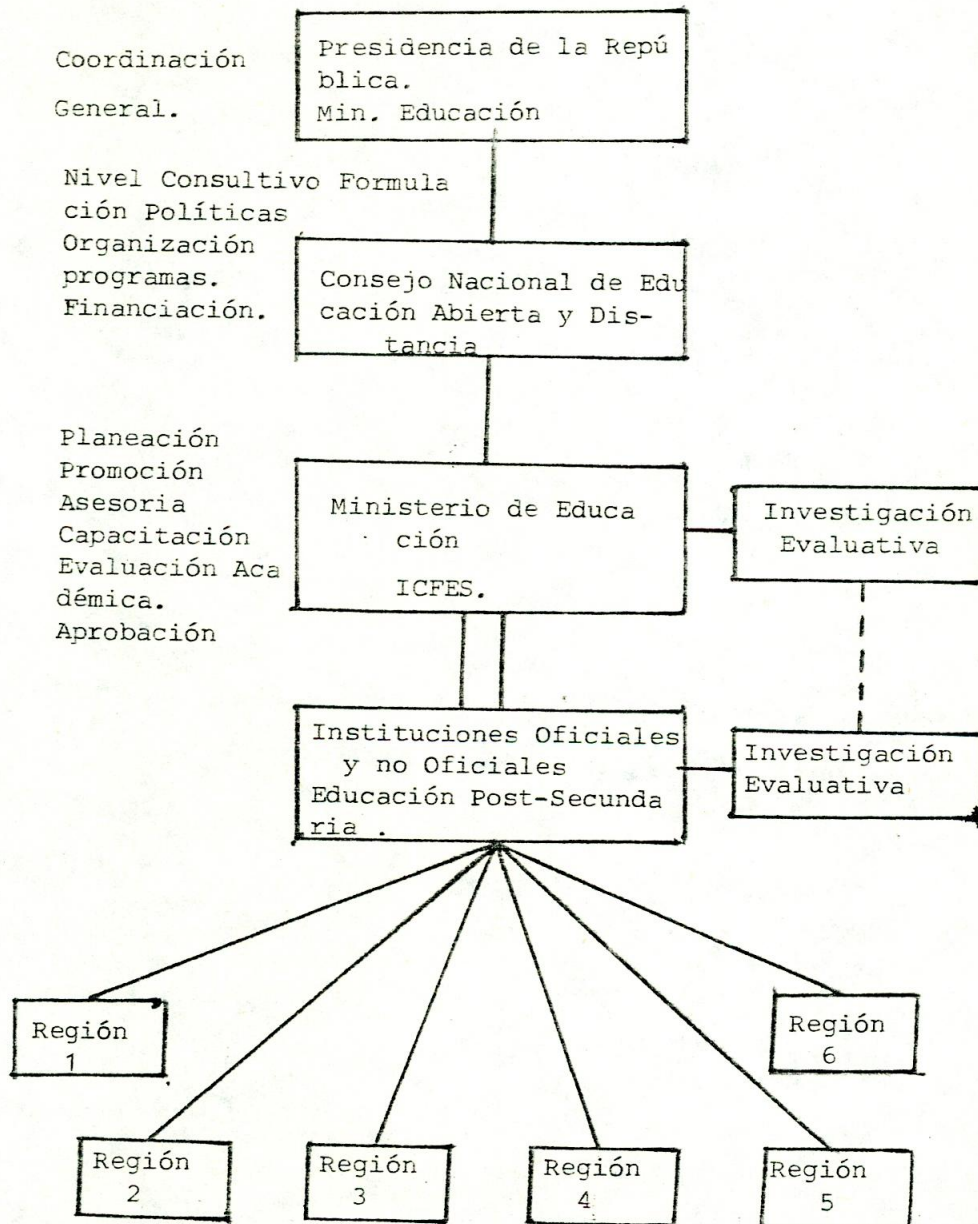 Coordinación
General.
Presidencia de la Repú
blica.
Min. Educación
Nivel Consultivo Formula
ción Políticas
Organización
programas.
Financiación.
Consejo Nacional de Edu
cación Abierta y Dis-
tancia
Planeación
Promoción
Asesoria
Capacitación
Evaluación Aca
démica.
Aprobación
Ministerio de Educa
ción
ICFES.
Investigación
Evaluativa
Instituciones Oficiales
y no Oficiales
Educación Post-Secunda
ria .
Investigación
Evaluativa
Región
1
Región
6
Región
2
Región
3
Región
4
Región
5